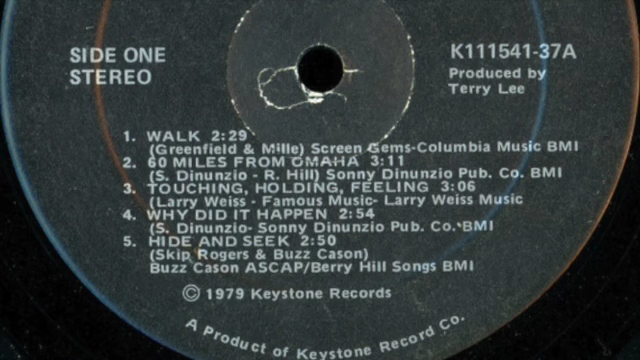 SIDE ONE
STEREO
K111541-37A
Produced by
Terry Lee
1. WALK 2:29
(Greenfield & Mille) Screen Gems-Columbia Music BMI
2. 60 MILES FROM OMAHA 3:11
(S. Dinunzio - R. Hill) Sonny Dinunzio Pub. Co. BMI
3. TOUCHING, HOLDING, FEELING 3:06
(Larry Weiss - Famous Music- Larry Weiss Music
4. WHY DID IT HAPPEN 2:54
(S. Dinunzio- Sonny Dinunzio Pub. Co. BMI
5. HIDE AND SEEK 2:50
(Skip Rogers & Buzz Cason)
Buzz Cason ASCAP/Berry Hill Songs BMI
© 1979 Keystone Records
A Product of Keystone Record Co.